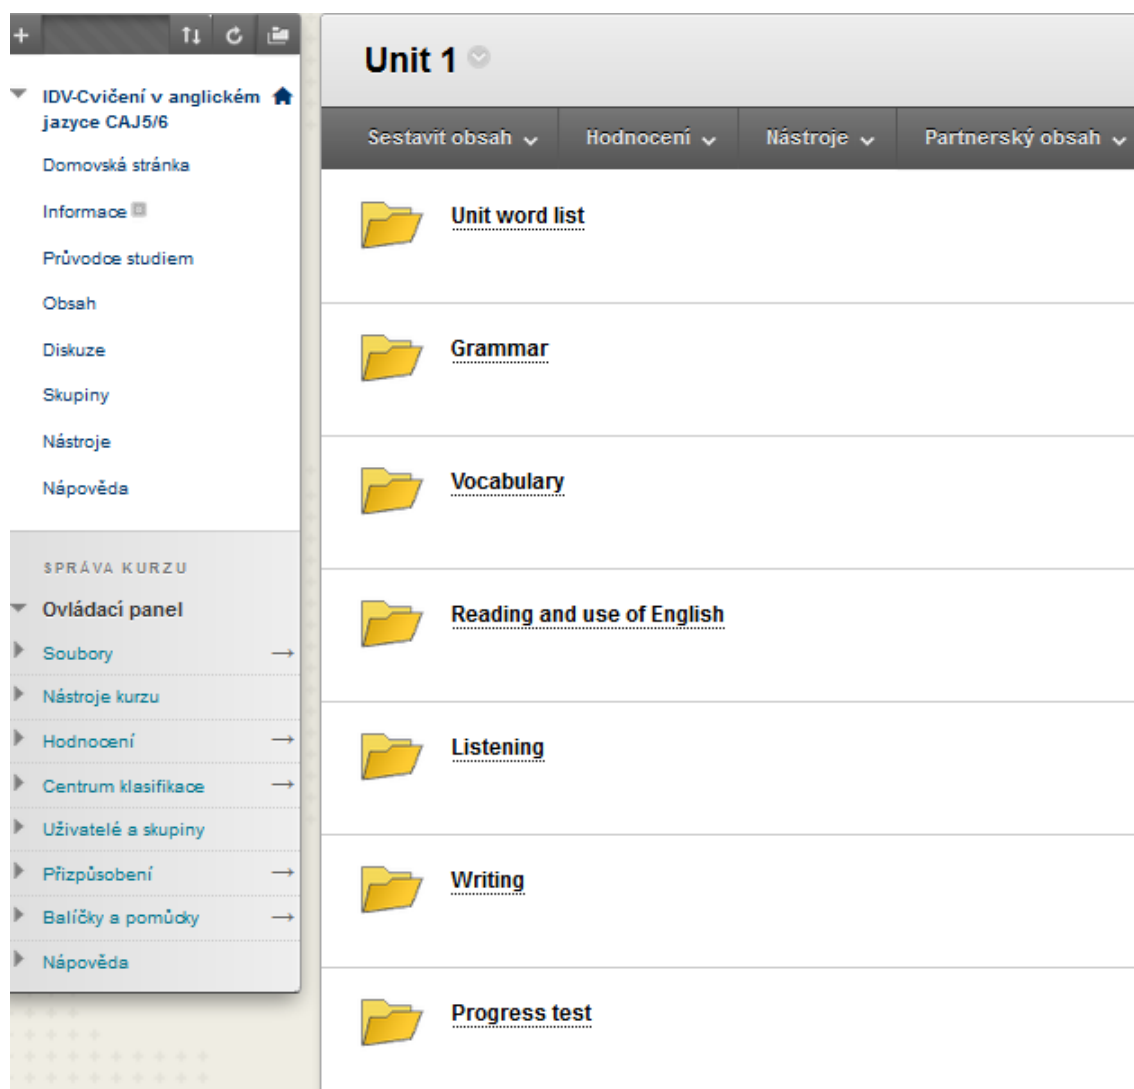 IDV-Cvičení v anglickém
jazyce CAJ5/6
Domovská stránka
Informace
Průvodce studiem
Obsah
Diskuze
Skupiny
Nástroje
Nápověda
SPRÁVA KURZU
Ovládací panel
Soubory
Nástroje kurzu
Hodnocení
Centrum klasifikace
Uživatelé a skupiny
Přizpůsobení
Balíčky a pomůcky
Nápověda
Unit 1
Sestavit obsah
Hodnocení
Nástroje
Partnerský obsah
Unit word list
Grammar
Vocabulary
Reading and use of English
Listening
Writing
Progress test